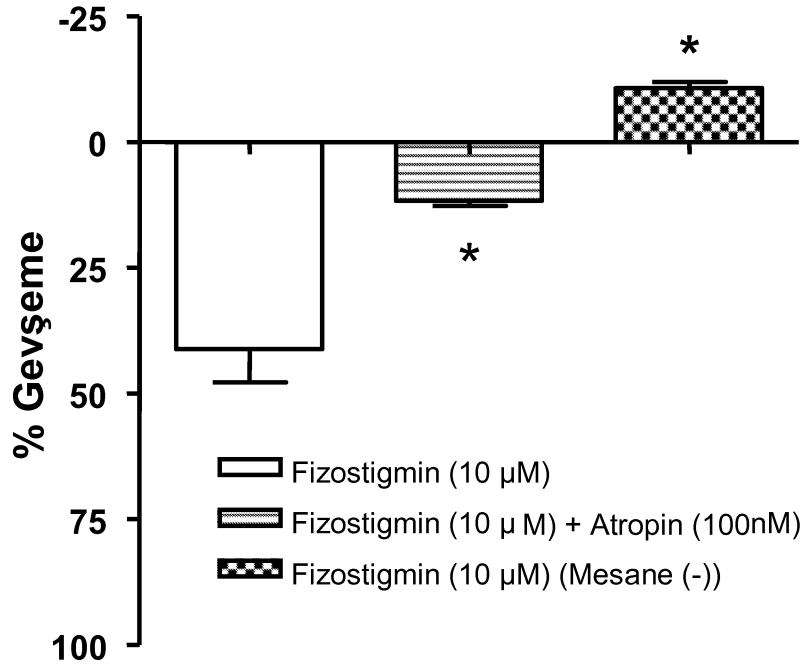 -25
*
0
*
25
% Gevşeme
50
Fizostigmin (10 µM)
75
Fizostigmin (10 µ M) + Atropin (100nM)
Fizostigmin (10 µM) (Mesane (-))
100